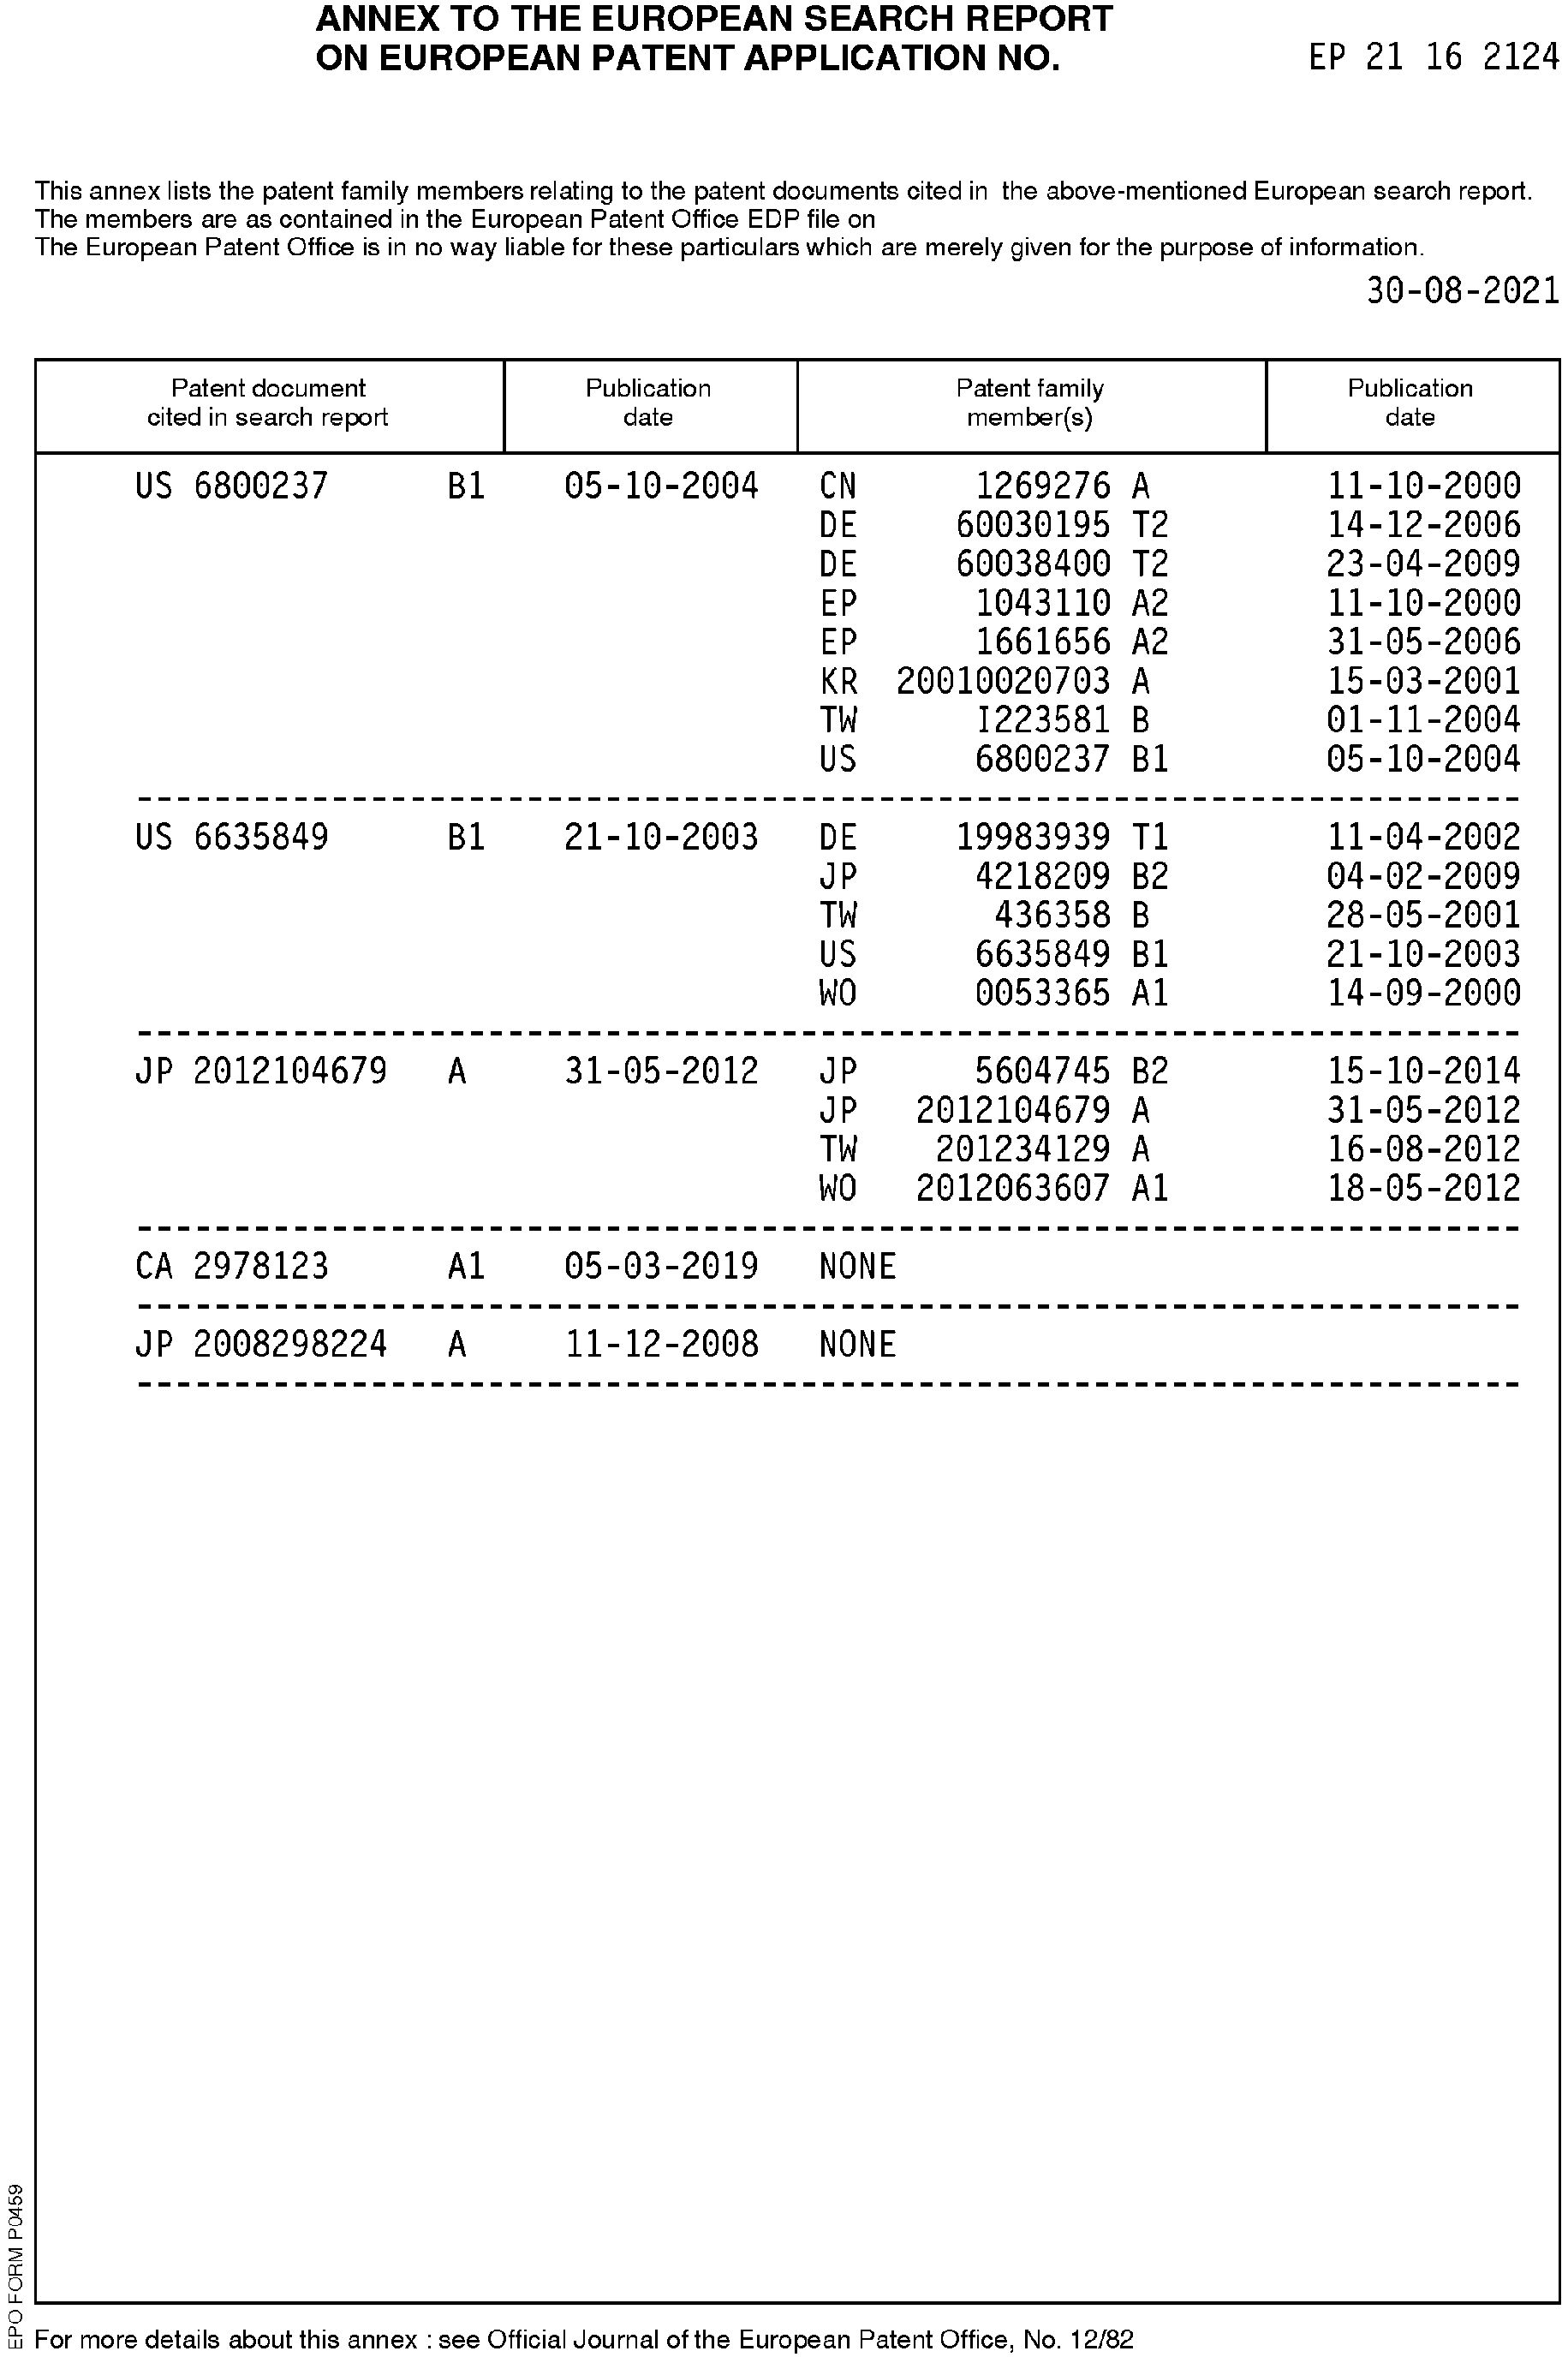 ANNEX TO THE EUROPEAN SEARCH REPORT
ON EUROPEAN PATENT APPLICATION NO. EP 21 16 2124
This annex lists the patent family members relating to the patent documents cited in the above-mentioned European search report.
The members are as contained in the European Patent Office EDP file on
The European Patent Office is in no way liable for these particulars which are merely given for the purpose of information.
30-08-2021
Patent document cited in search report Publication date Patent family member(s) Publication date
US 6800237 B1 05-10-2004 CN 1269276 A 11-10-2000
DE 60030195 T2 14-12-2006
DE 60038400 T2 23-04-2009
EP 1043110 A2 11-10-2000
EP 1661656 A2 31-05-2006
KR 20010020703 A 15-03-2001
TW I223581 B 01-11-2004
US 6800237 B1 05-10-2004
US 6635849 B1 21-10-2003 DE 19983939 T1 11-04-2002
JP 4218209 B2 04-02-2009
TW 436358 B 28-05-2001
US 6635849 B1 21-10-2003
WO 0053365 A1 14-09-2000
JP 2012104679 A 31-05-2012 JP 5604745 B2 15-10-2014
JP 2012104679 A 31-05-2012
TW 201234129 A 16-08-2012
WO 2012063607 A1 18-05-2012
CA 2978123 A1 05-03-2019 NONE
JP 2008298224 A 11-12-2008 NONE
EPO FORM P0459
For more details about this annex : see Official Journal of the European Patent Office, No. 12/82